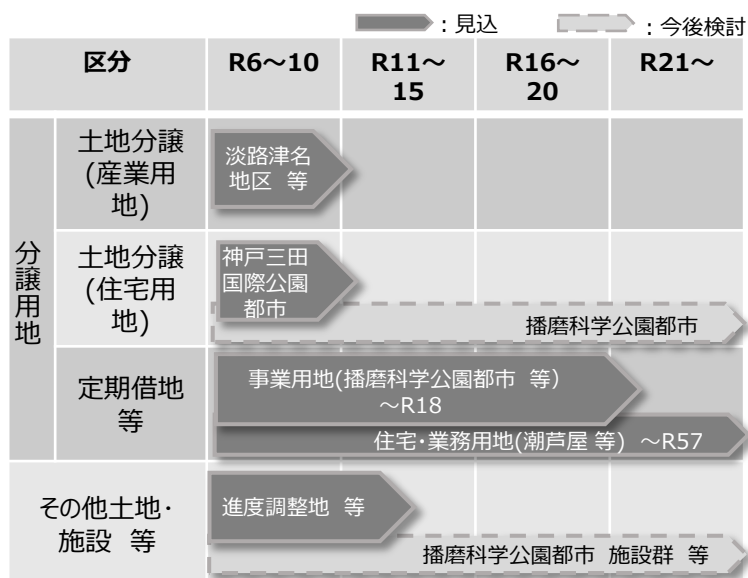 ：見込
：今後検討
区分
R6～10
R11～
15
R16～
20
R21～
分譲用地
土地分譲
(産業用
地)
淡路津名
地区 等
土地分譲
(住宅用
地)
神戸三田
国際公園
都市
播磨科学公園都市
定期借地
等
事業用地(播磨科学公園都市 等）
～R18
住宅・業務用地(潮芦屋 等) ～R57
その他土地・
施設 等
進度調整地 等
播磨科学公園都市 施設群 等